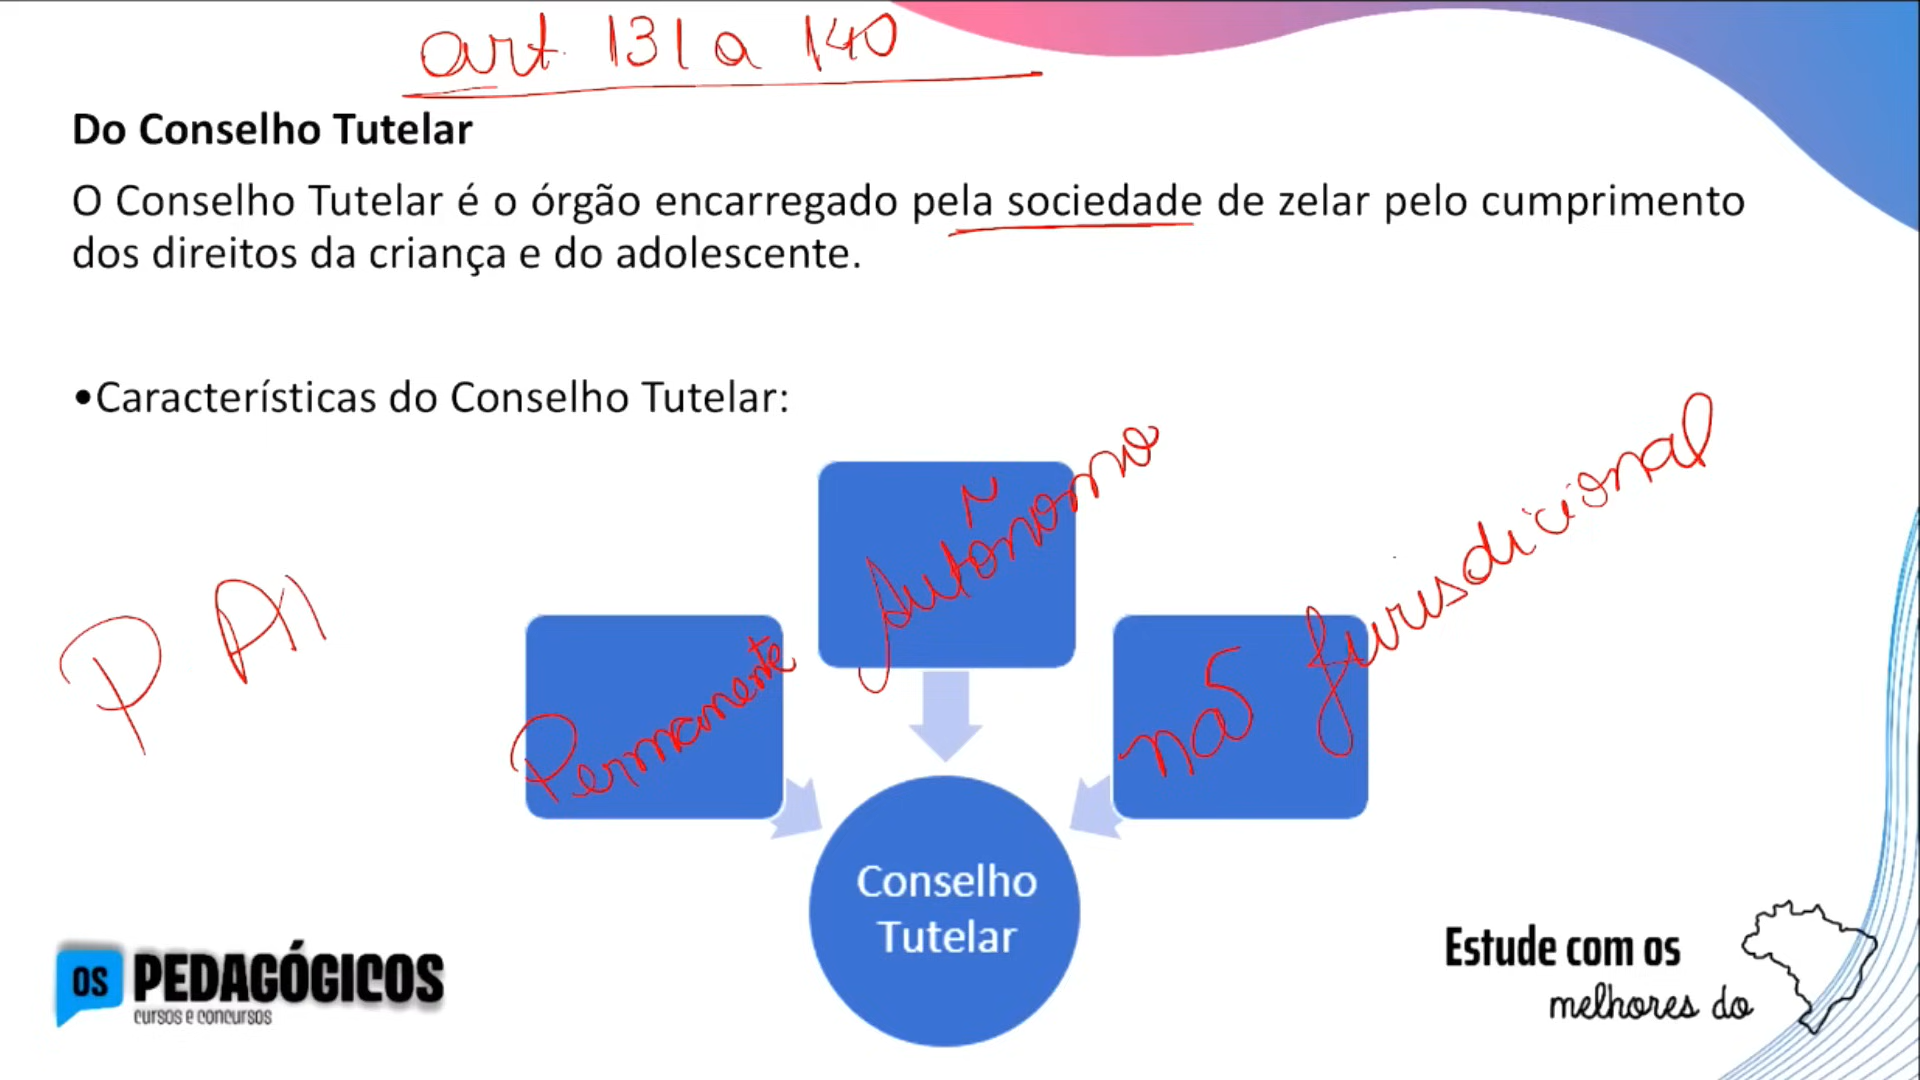 art. 131 a 140
Do Conselho Tutelar
O Conselho Tutelar é o órgão encarregado pela sociedade de zelar pelo cumprimento
dos direitos da criança e do adolescente.
•Características do Conselho Tutelar:
Autônomo
não jurisdicional
Permanente
Conselho
Tutelar
OS PEDAGÓGICOS
cursos e concursos
Estude com os
melhores do